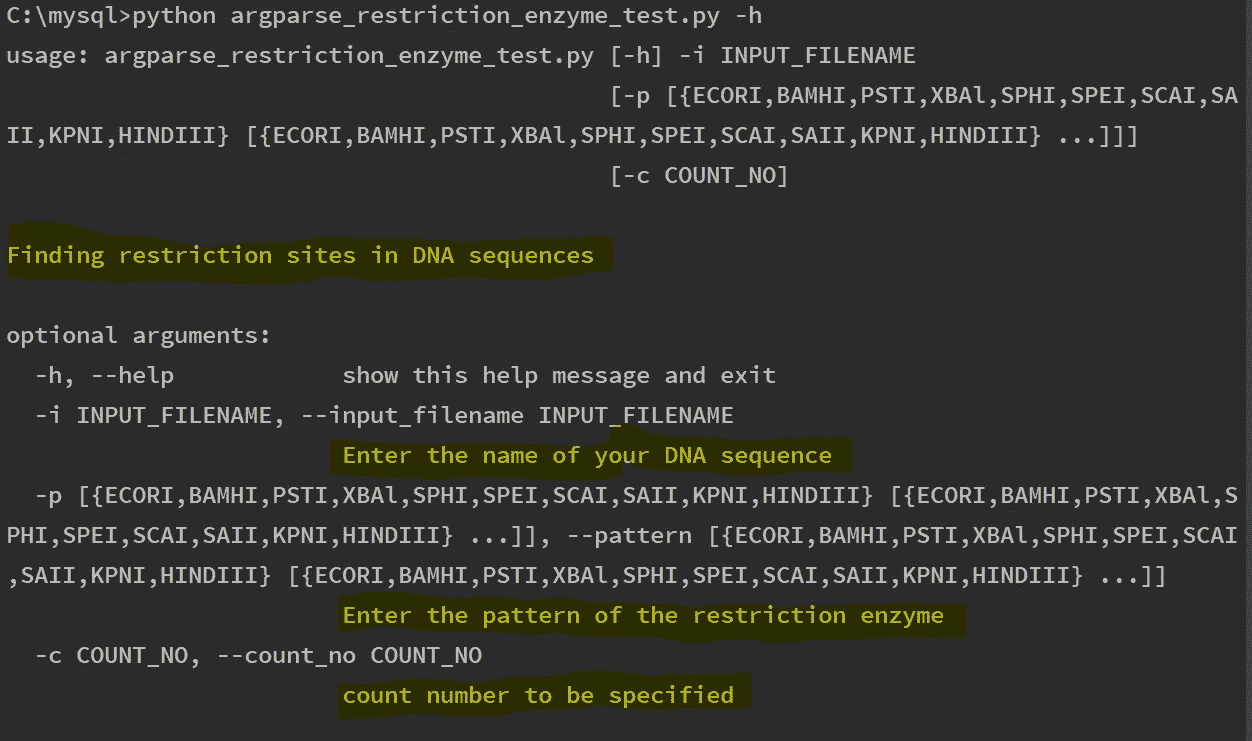 C:\mysql>python argparse_restriction_enzyme_test.py -h
usage: argparse_restriction_enzyme_test.py [-h] -i INPUT_FILENAME
[-p [{ECORI,BAMHI,PSTI,XBAl,SPHI,SPEI,SCAI,SA
II,KPNI,HINDIII} [{ECORI,BAMHI,PSTI,XBAl,SPHI,SPEI,SCAI,SAII,KPNI,HINDIII} ...]]]
[-c COUNT_NO]
Finding restriction sites in DNA sequences
optional arguments:
-h, --help show this help message and exit
-i INPUT_FILENAME, --input_filename INPUT_FILENAME
Enter the name of your DNA sequence
-p [{ECORI,BAMHI,PSTI,XBAl,SPHI,SPEI,SCAI,SAII,KPNI,HINDIII} [{ECORI,BAMHI,PSTI,XBAl,S
PHI,SPEI,SCAI,SAII,KPNI,HINDIII} ...]], --pattern [{ECORI,BAMHI,PSTI,XBAl,SPHI,SPEI,SCAI
,SAII,KPNI,HINDIII} [{ECORI,BAMHI,PSTI,XBAl,SPHI,SPEI,SCAI,SAII,KPNI,HINDIII} ...]]
Enter the pattern of the restriction enzyme
-c COUNT_NO, --count_no COUNT_NO
count number to be specified